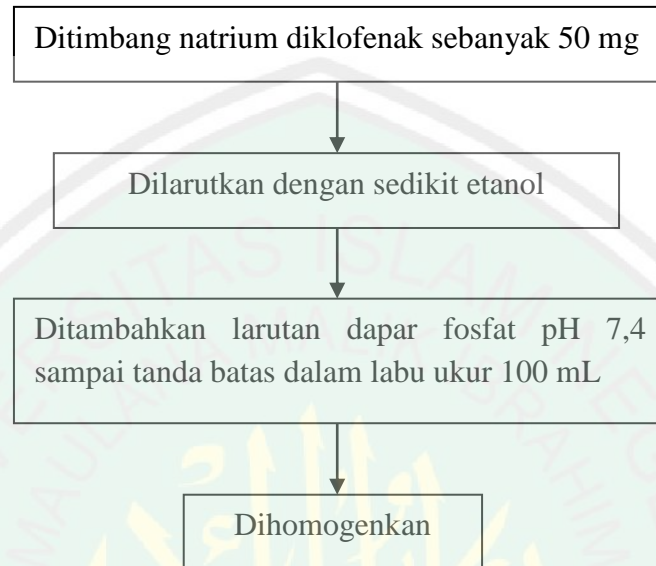 Ditimbang natrium diklofenak sebanyak 50 mg
Dilarutkan dengan sedikit etanol
Ditambahkan larutan dapar fosfat pH 7,4
sampai tanda batas dalam labu ukur 100 mL
Dihomogenkan